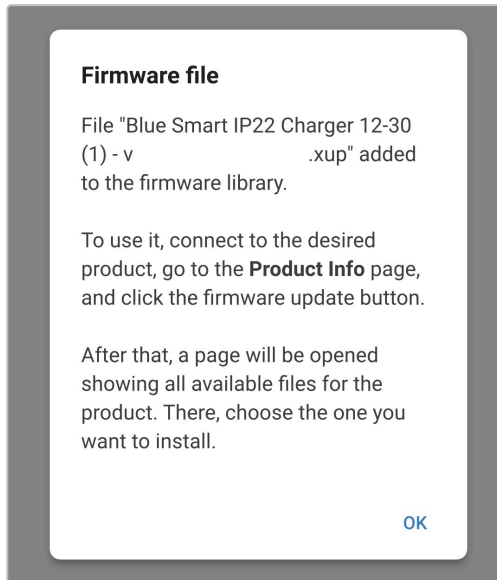 Firmware file
File "Blue Smart IP22 Charger 12-30
(1) - v .xup" added
to the firmware library.
To use it, connect to the desired
product, go to the Product Info page,
and click the firmware update button.
After that, a page will be opened
showing all available files for the
product. There, choose the one you
want to install.
OK